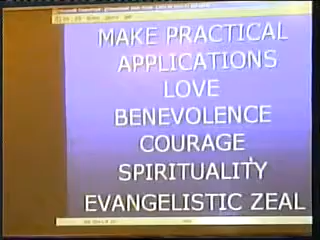 MAKE PRACTICAL
APPLICATIONS
LOVE
BENEVOLENCE
COURAGE
SPIRITUALITY
EVANGELISTIC ZEAL